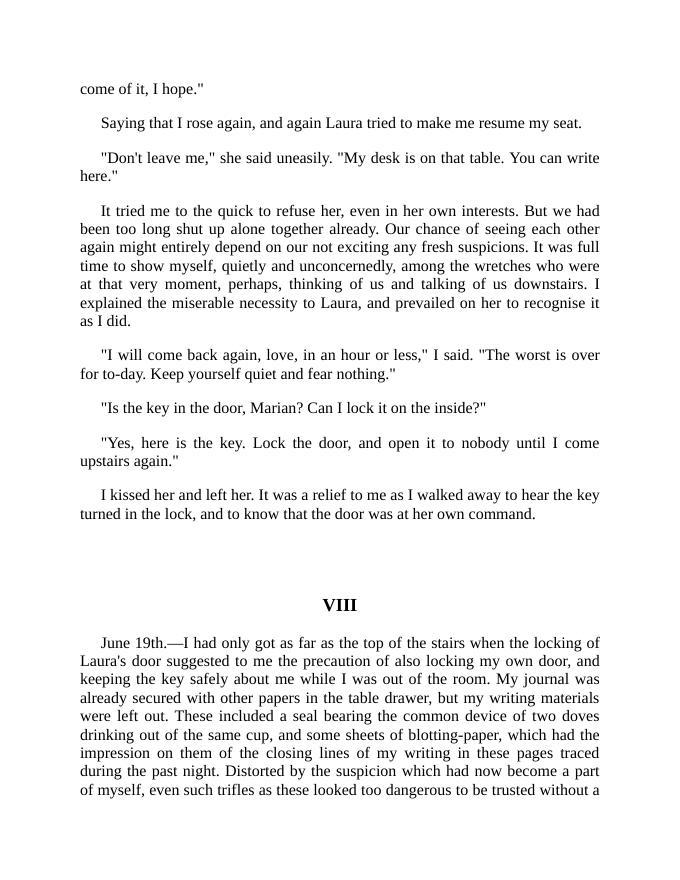 come of it, I hope."
Saying that I rose again, and again Laura tried to make me resume my seat.
"Don't leave me," she said uneasily. "My desk is on that table. You can write
here."
It tried me to the quick to refuse her, even in her own interests. But we had
been too long shut up alone together already. Our chance of seeing each other
again might entirely depend on our not exciting any fresh suspicions. It was full
time to show myself, quietly and unconcernedly, among the wretches who were
at that very moment, perhaps, thinking of us and talking of us downstairs. I
explained the miserable necessity to Laura, and prevailed on her to recognise it
as I did.
"I will come back again, love, in an hour or less," I said. "The worst is over
for to-day. Keep yourself quiet and fear nothing."
"Is the key in the door, Marian? Can I lock it on the inside?"
"Yes, here is the key. Lock the door, and open it to nobody until I come
upstairs again."
I kissed her and left her. It was a relief to me as I walked away to hear the key
turned in the lock, and to know that the door was at her own command.
VIII
June 19th.—I had only got as far as the top of the stairs when the locking of
Laura's door suggested to me the precaution of also locking my own door, and
keeping the key safely about me while I was out of the room. My journal was
already secured with other papers in the table drawer, but my writing materials
were left out. These included a seal bearing the common device of two doves
drinking out of the same cup, and some sheets of blotting-paper, which had the
impression on them of the closing lines of my writing in these pages traced
during the past night. Distorted by the suspicion which had now become a part
of myself, even such trifles as these looked too dangerous to be trusted without a